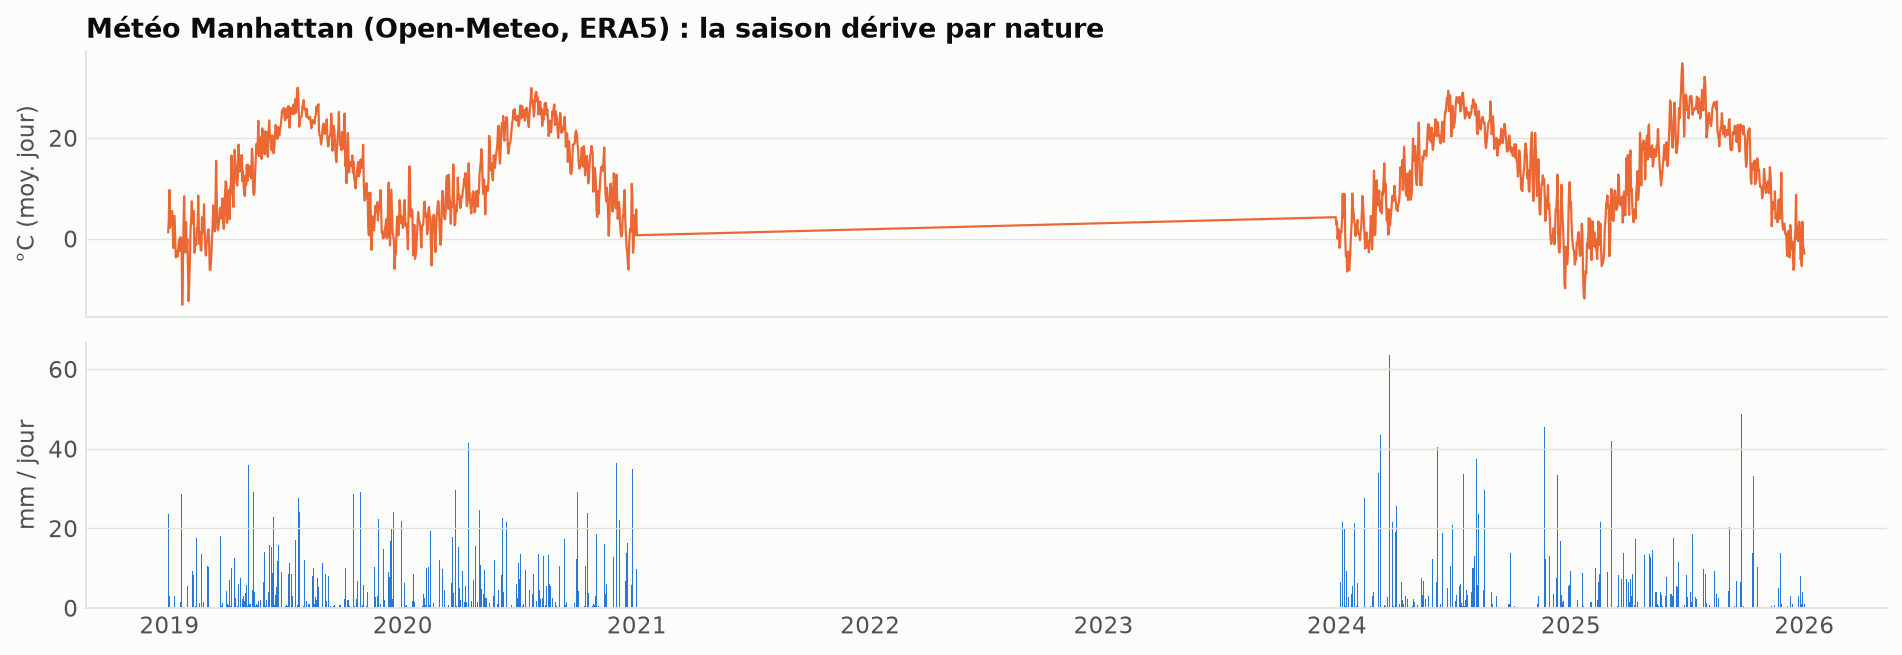 Météo Manhattan (Open-Meteo, ERA5) : la saison dérive par nature
°C (moy. jour)
20
0
mm / jour
60
40
20
0
2019 2020 2021 2022 2023 2024 2025 2026